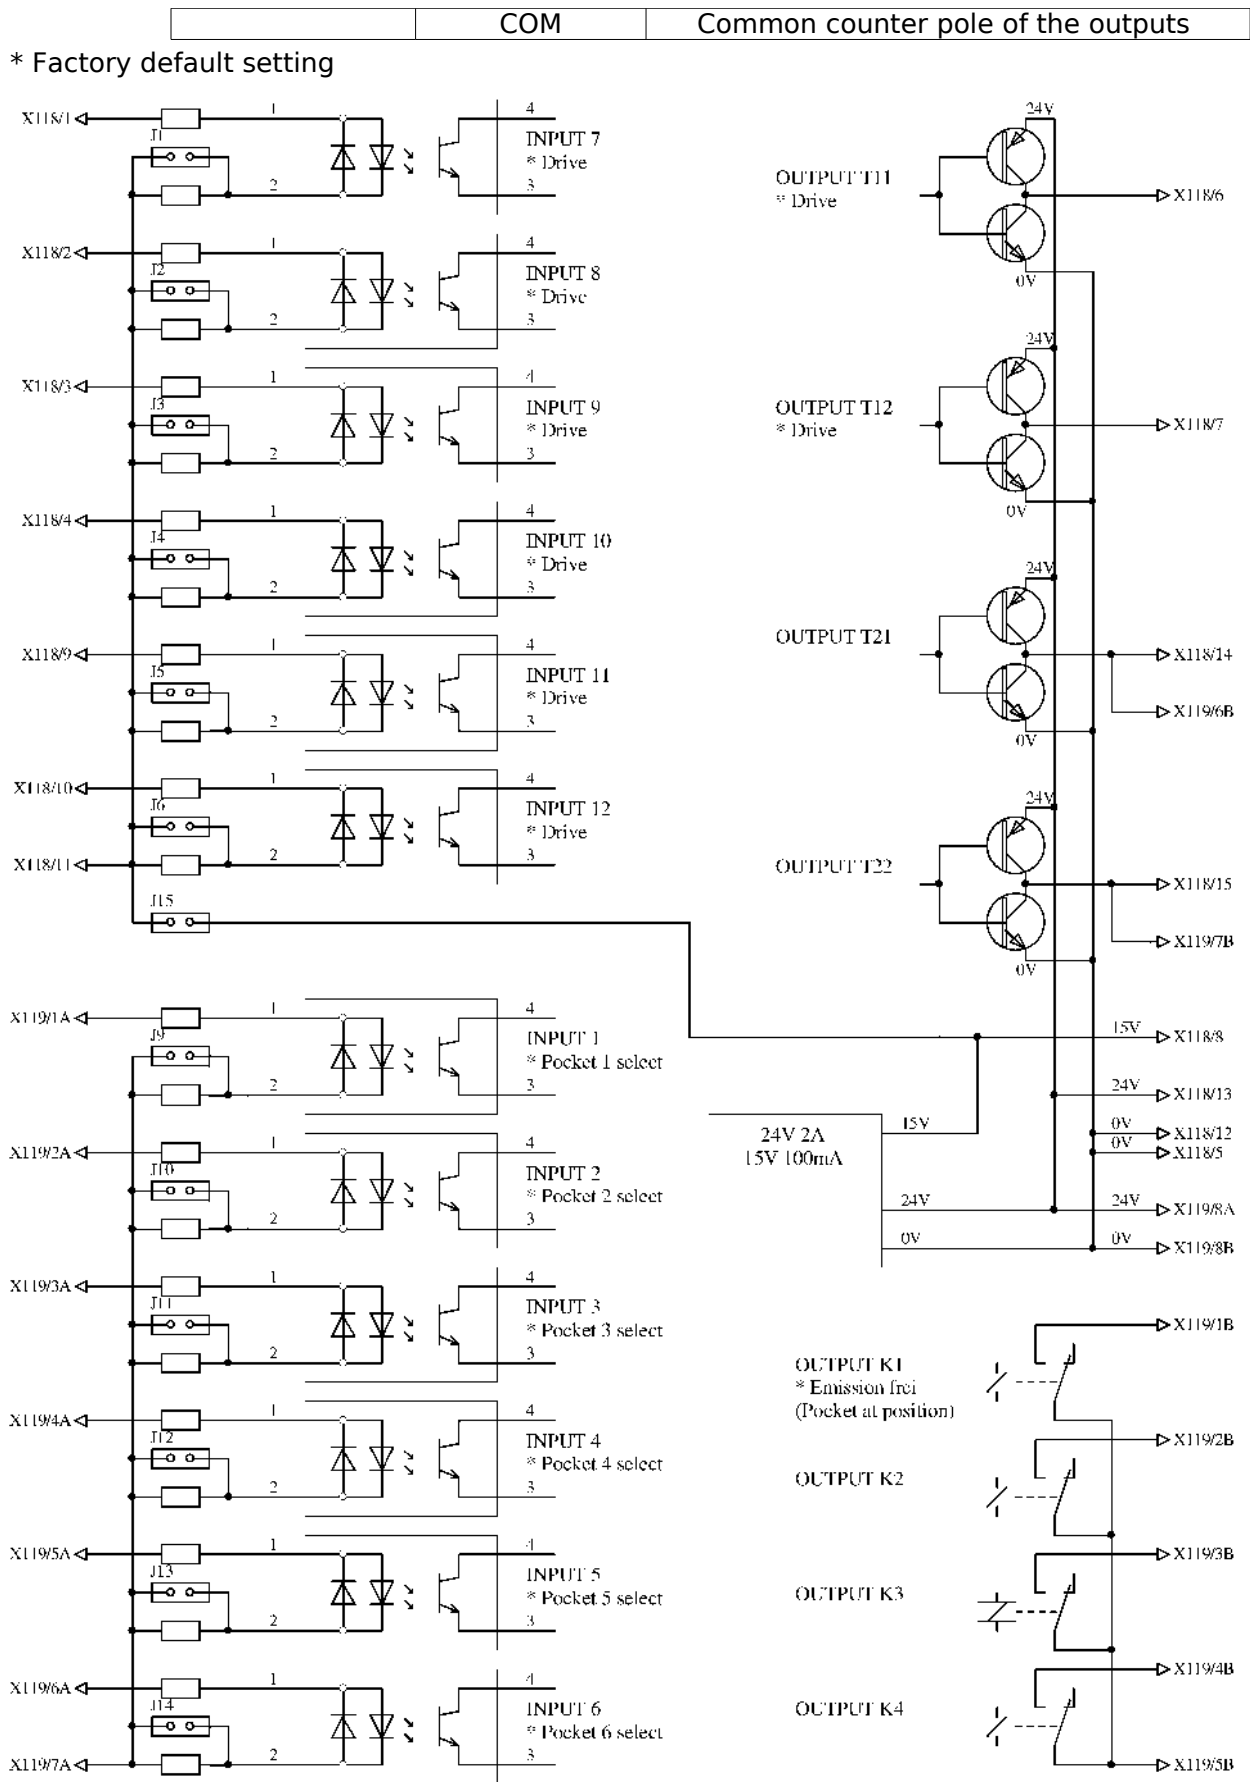 COM Common counter pole of the outputs
* Factory default setting
X118/1
J1
1
2
4
INPUT 7
* Drive
3
X118/2
J2
1
2
4
INPUT 8
* Drive
3
X118/3
J3
1
2
4
INPUT 9
* Drive
3
X118/4
J4
1
2
4
INPUT 10
* Drive
3
X118/9
J5
1
2
4
INPUT 11
* Drive
3
X118/10
J6
1
2
4
INPUT 12
* Drive
3
X118/11
J15
X119/1A
J9
1
2
4
INPUT 1
* Pocket 1 select
3
X119/2A
J10
1
2
4
INPUT 2
* Pocket 2 select
3
X119/3A
J11
1
2
4
INPUT 3
* Pocket 3 select
3
X119/4A
J12
1
2
4
INPUT 4
* Pocket 4 select
3
X119/5A
J13
1
2
4
INPUT 5
* Pocket 5 select
3
X119/6A
J14
1
2
4
INPUT 6
* Pocket 6 select
3
X119/7A
24V
OUTPUT T11
* Drive
X118/6
0V
24V
OUTPUT T12
* Drive
X118/7
0V
24V
OUTPUT T21
X118/14
X119/6B
0V
24V
OUTPUT T22
X118/15
X119/7B
0V
15V X118/8
24V X118/13
24V 2A
15V 100mA
15V
0V X118/12
0V X118/5
24V 24V X119/8A
0V 0V X119/8B
X119/1B
OUTPUT K1
* Emission frei
(Pocket at position)
X119/2B
OUTPUT K2
X119/3B
OUTPUT K3
X119/4B
OUTPUT K4
X119/5B